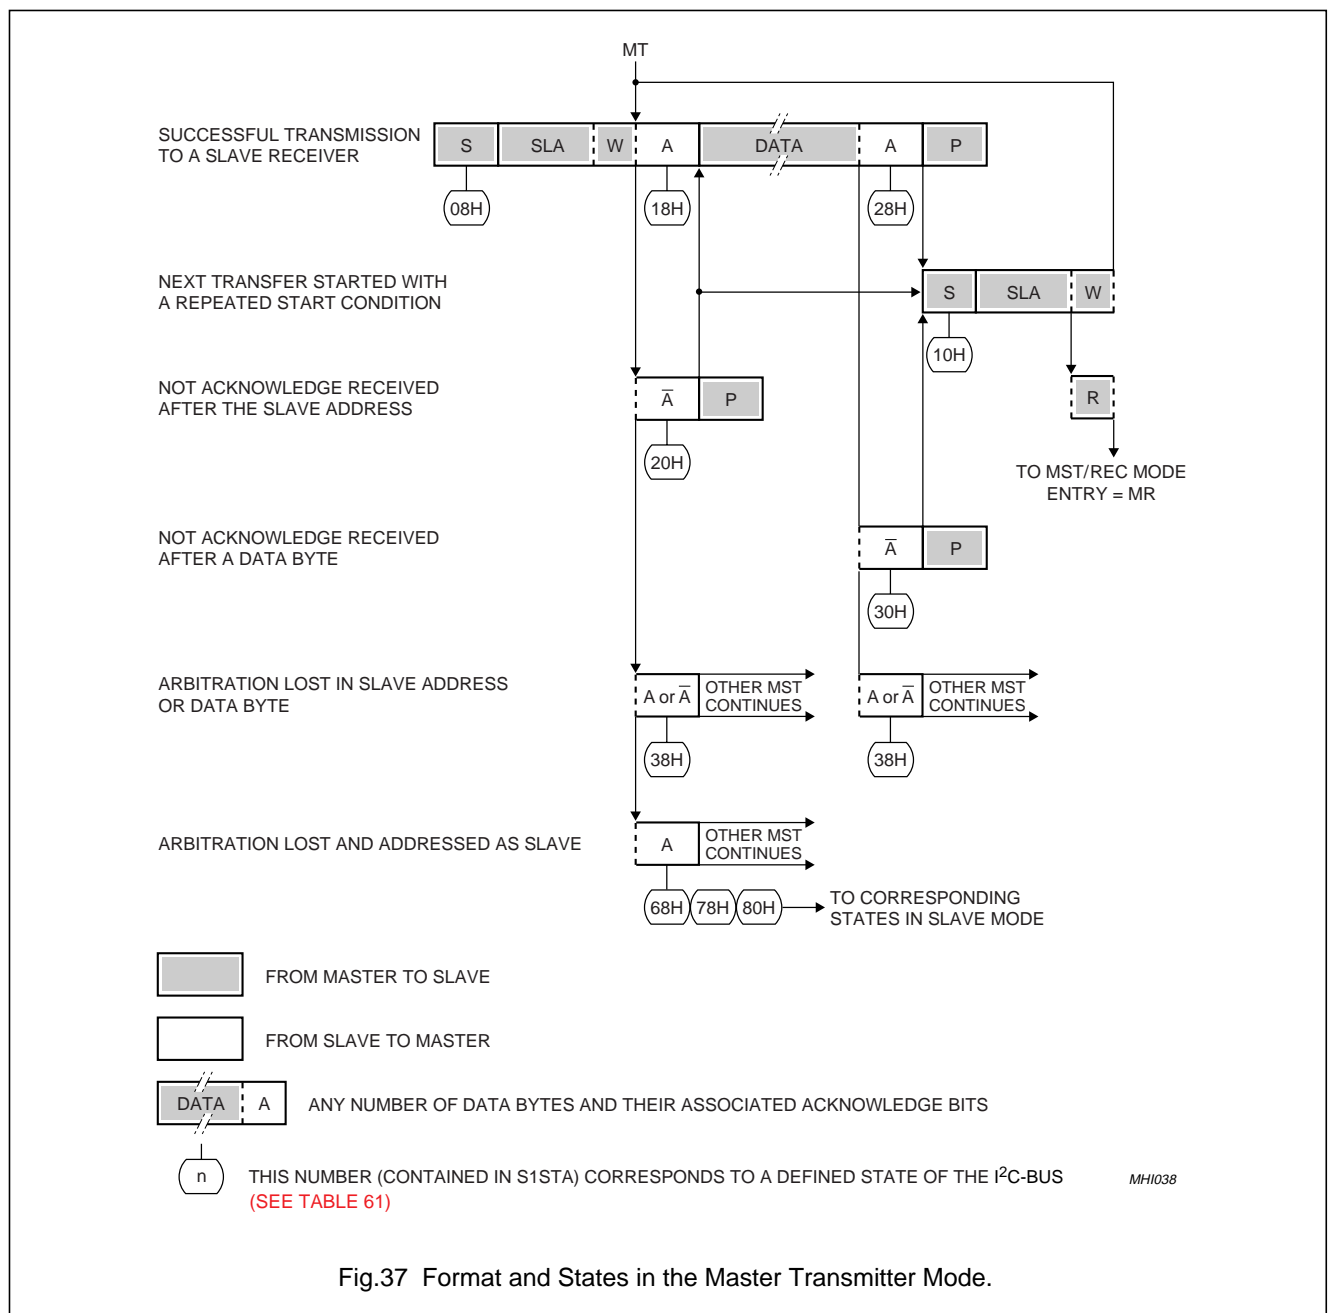 MT
SUCCESSFUL TRANSMISSION
TO A SLAVE RECEIVER
S SLA W A DATA A P
08H 18H 28H
NEXT TRANSFER STARTED WITH
A REPEATED START CONDITION
S SLA W
10H
NOT ACKNOWLEDGE RECEIVED
AFTER THE SLAVE ADDRESS
A̅ P
R
20H
TO MST/REC MODE
ENTRY = MR
NOT ACKNOWLEDGE RECEIVED
AFTER A DATA BYTE
A̅ P
30H
ARBITRATION LOST IN SLAVE ADDRESS
OR DATA BYTE
A or A̅
OTHER MST
CONTINUES
A or A̅
OTHER MST
CONTINUES
38H 38H
ARBITRATION LOST AND ADDRESSED AS SLAVE
A
OTHER MST
CONTINUES
68H 78H 80H
TO CORRESPONDING
STATES IN SLAVE MODE
FROM MASTER TO SLAVE
FROM SLAVE TO MASTER
DATA A
ANY NUMBER OF DATA BYTES AND THEIR ASSOCIATED ACKNOWLEDGE BITS
n
THIS NUMBER (CONTAINED IN S1STA) CORRESPONDS TO A DEFINED STATE OF THE I²C-BUS
(SEE TABLE 61)
MHI038
Fig.37 Format and States in the Master Transmitter Mode.